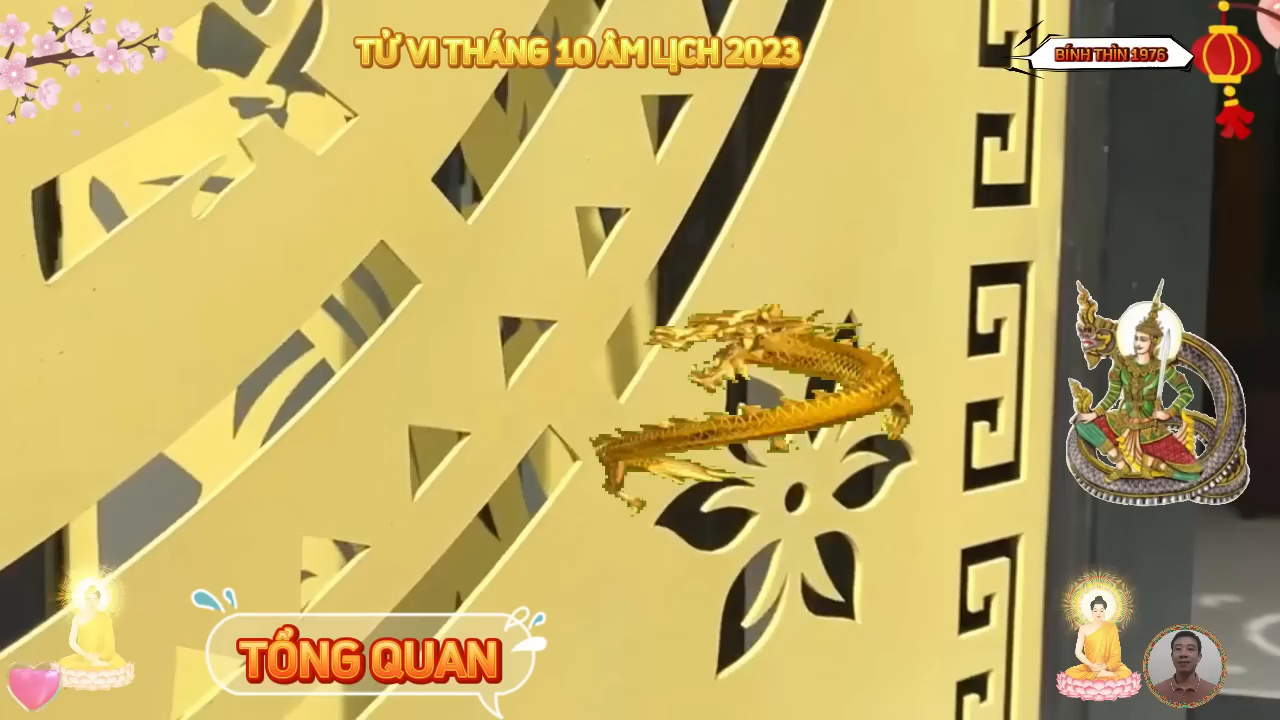 TỬ VI THÁNG 10 ÂM LỊCH 2023
BÍNH THÌN 1976
TỔNG QUAN